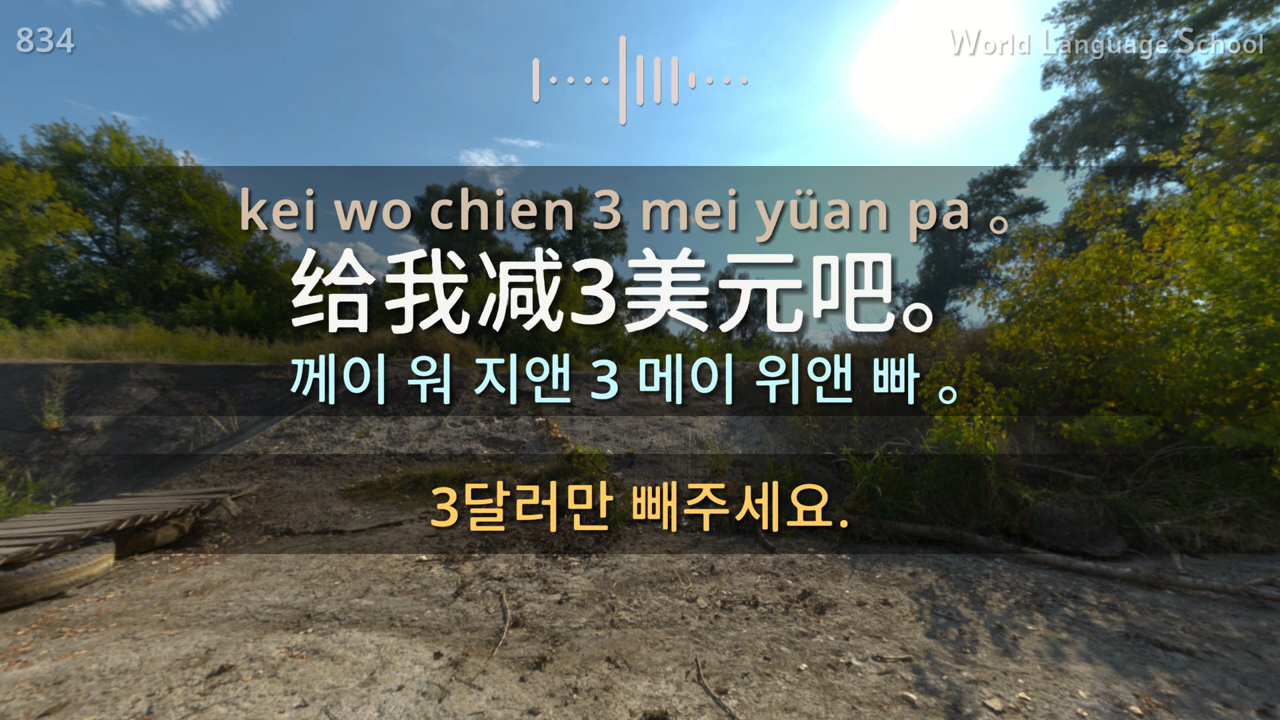 834
World Language School
kei wo chien 3 mei yüan pa 。
给我减3美元吧。
께이 워 지앤 3 메이 위앤 빠 。
3달러만 빼주세요.